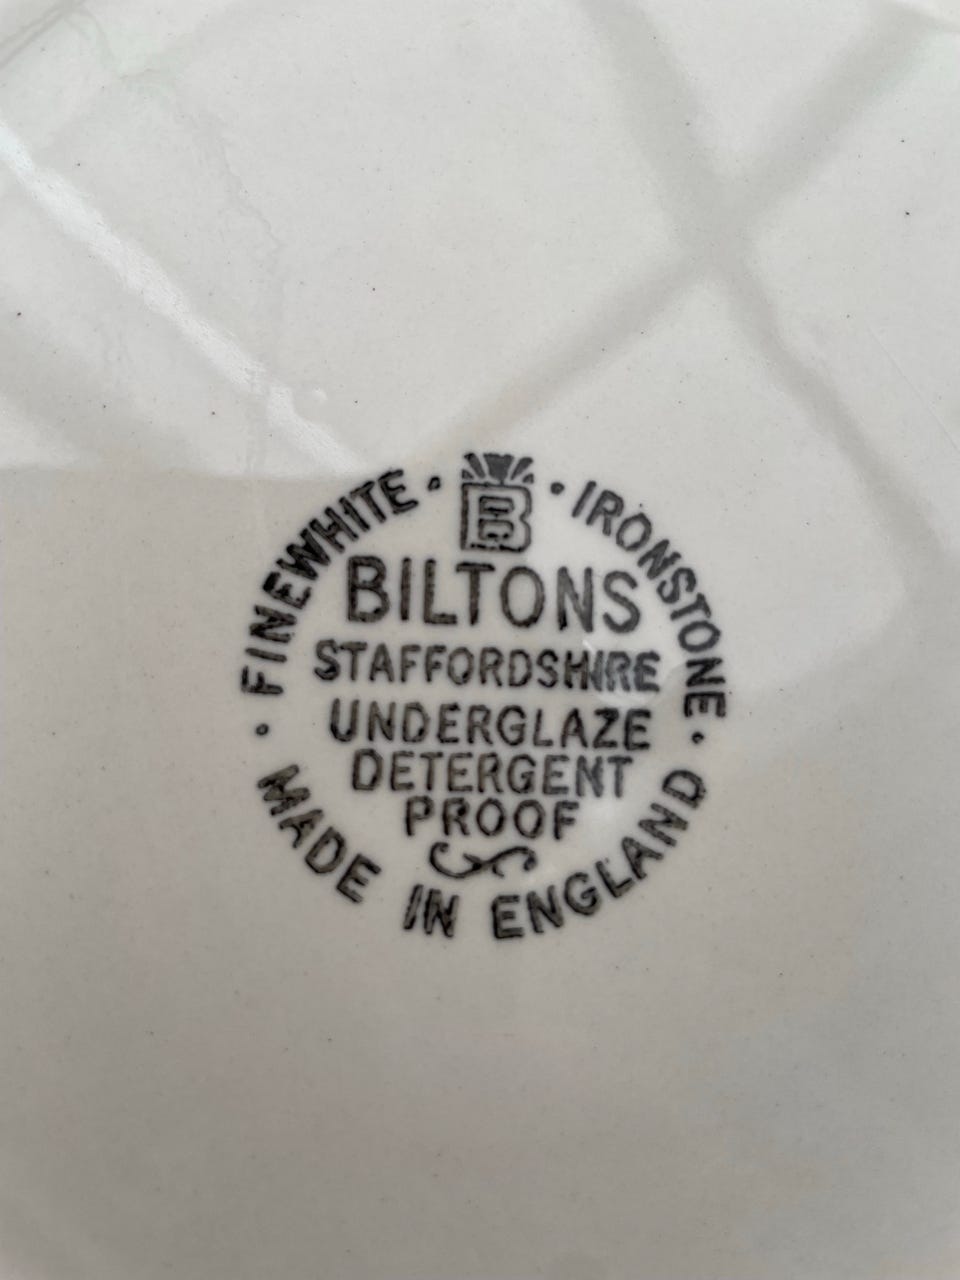 FINEWHITE · B · IRONSTONE
BILTONS
STAFFORDSHIRE
UNDERGLAZE
DETERGENT
PROOF
· MADE IN ENGLAND ·